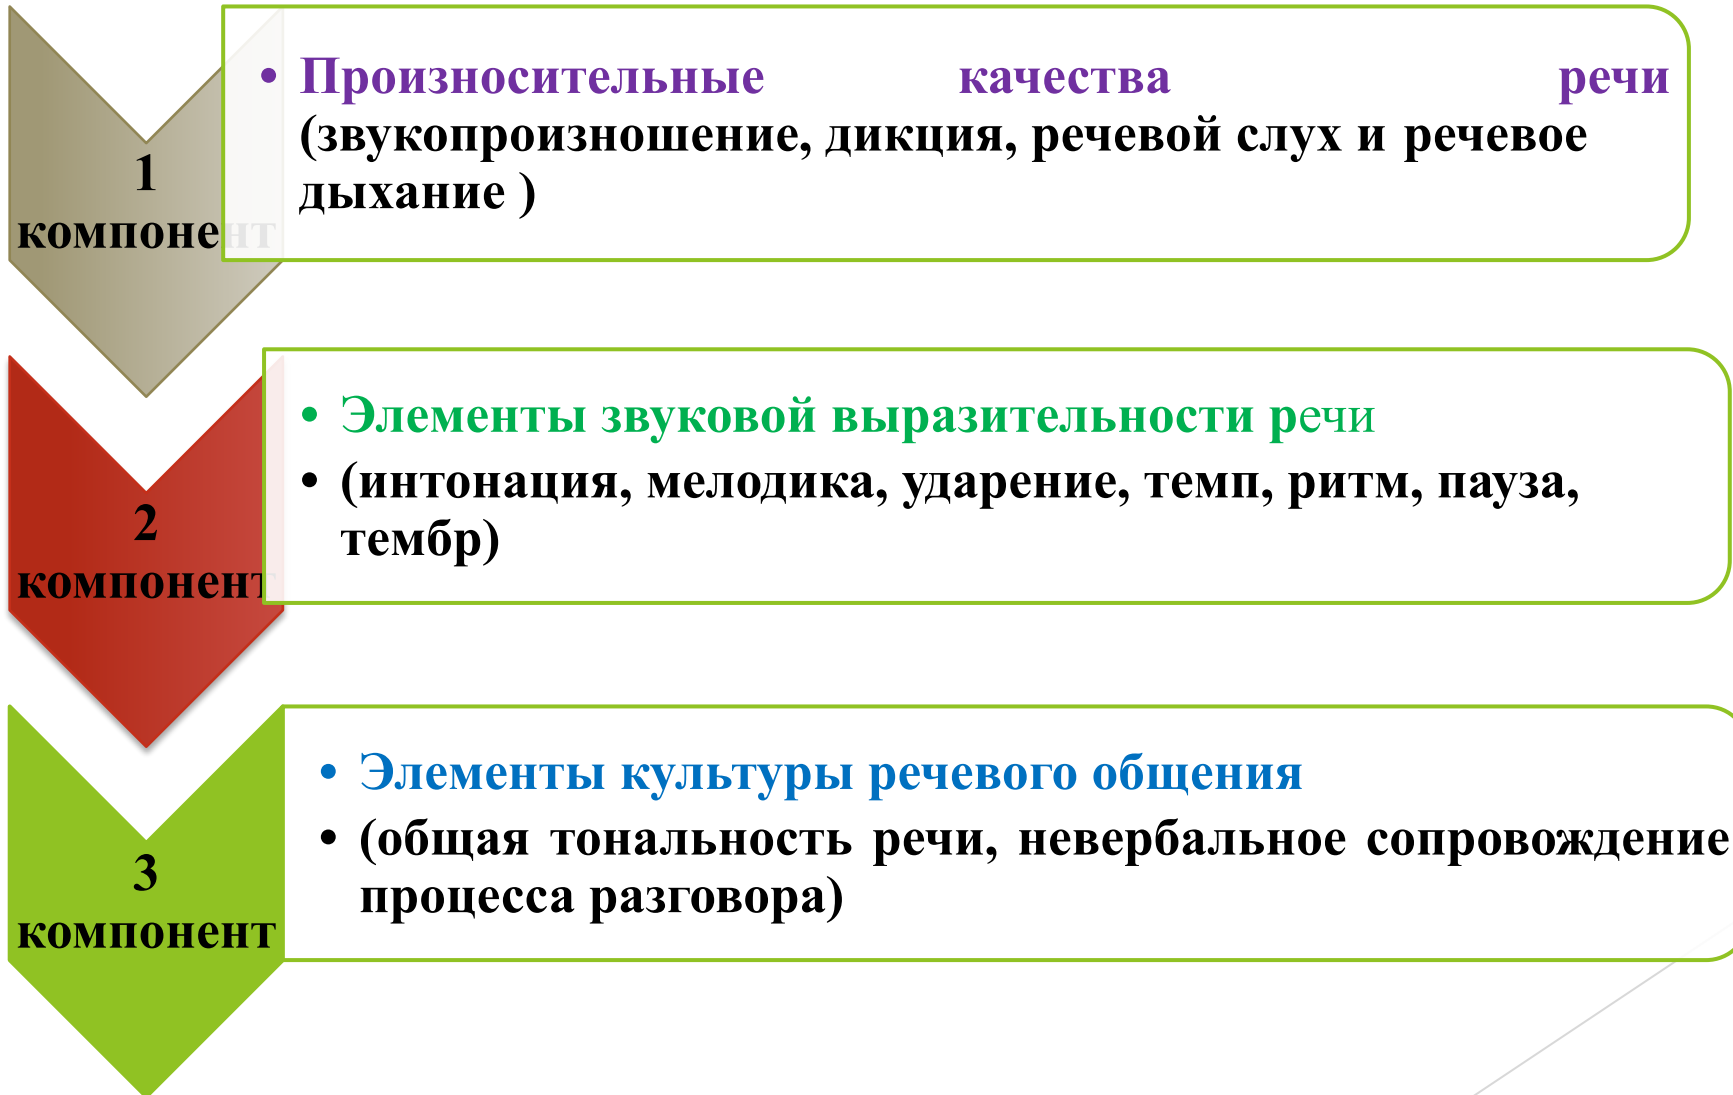 1
компонент
• Произносительные качества речи
(звукопроизношение, дикция, речевой слух и речевое
дыхание )
2
компонент
• Элементы звуковой выразительности речи
• (интонация, мелодика, ударение, темп, ритм, пауза,
тембр)
3
компонент
• Элементы культуры речевого общения
• (общая тональность речи, невербальное сопровождение
процесса разговора)